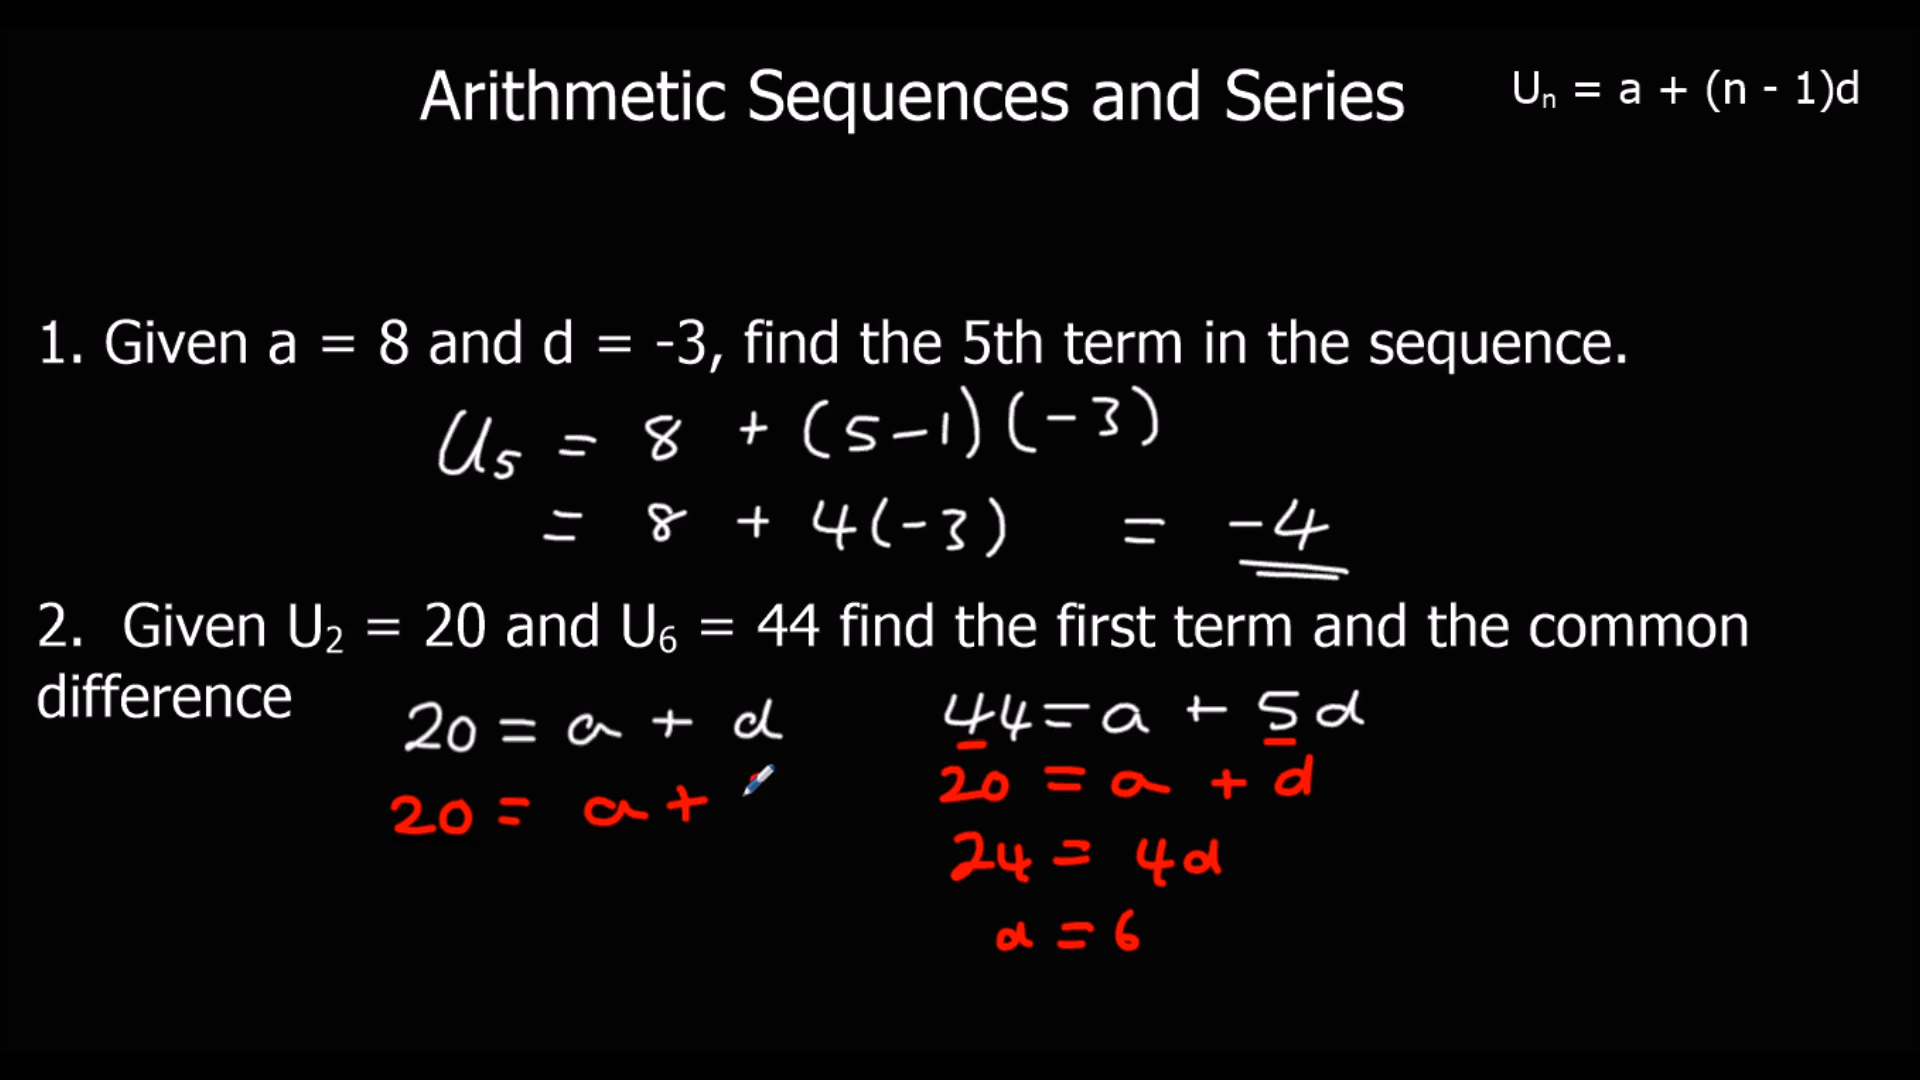 Arithmetic Sequences and Series
Uₙ = a + (n - 1)d
1. Given a = 8 and d = -3, find the 5th term in the sequence.
U₅ = 8 + (5-1)(-3)
= 8 + 4(-3) = -4
2. Given U₂ = 20 and U₆ = 44 find the first term and the common
difference
20 = a + d
20 = a +
44 = a + 5d
20 = a + d
24 = 4d
d = 6